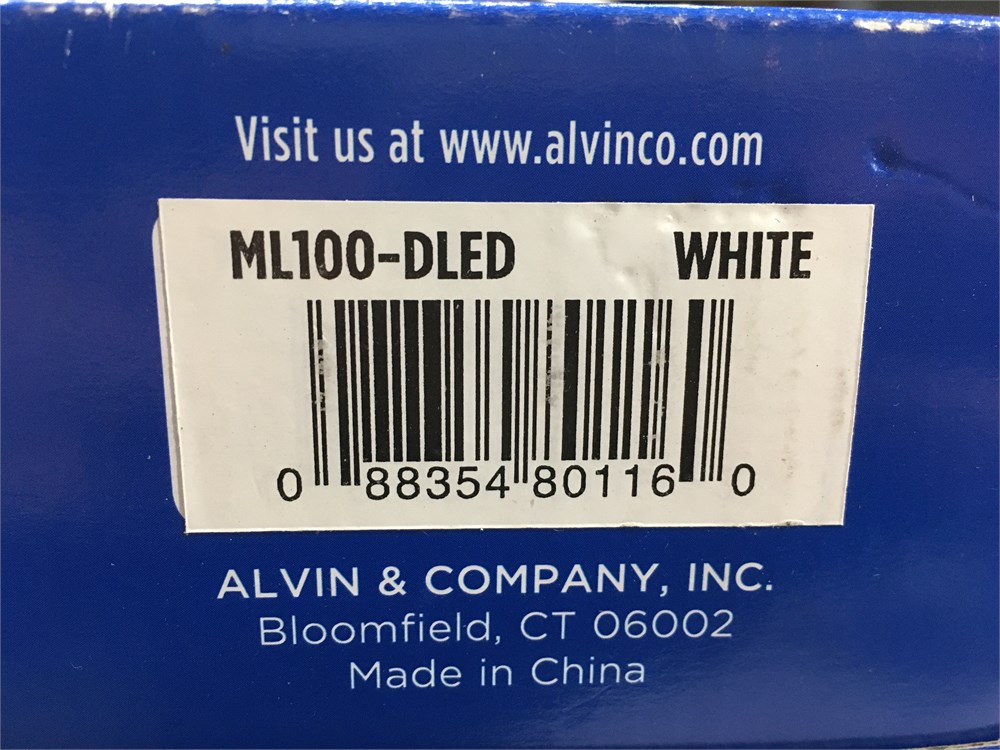 Visit us at www.alvinco.com
ML100-DLED WHITE
0 88354 80116 0
ALVIN & COMPANY, INC.
Bloomfield, CT 06002
Made in China